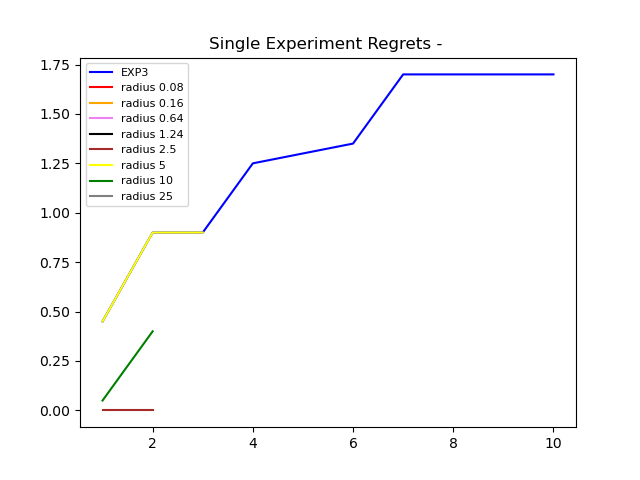 Single Experiment Regrets -
1.75
1.50
1.25
1.00
0.75
0.50
0.25
0.00
EXP3
radius 0.08
radius 0.16
radius 0.64
radius 1.24
radius 2.5
radius 5
radius 10
radius 25
2 4 6 8 10